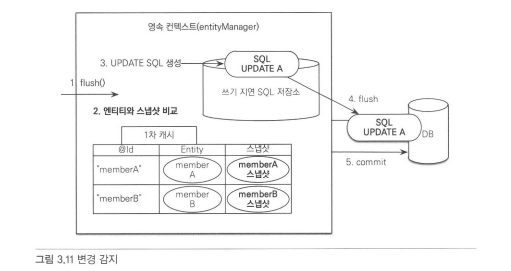 영속 컨텍스트(entityManager)
3. UPDATE SQL 생성
SQL
UPDATE A
쓰기 지연 SQL 저장소
1. flush()
4. flush
2. 엔티티와 스냅샷 비교
SQL
UPDATE A
DB
1차 캐시
5. commit
@Id Entity 스냅샷
"memberA" member A memberA 스냅샷
"memberB" member B memberB 스냅샷
그림 3.11 변경 감지